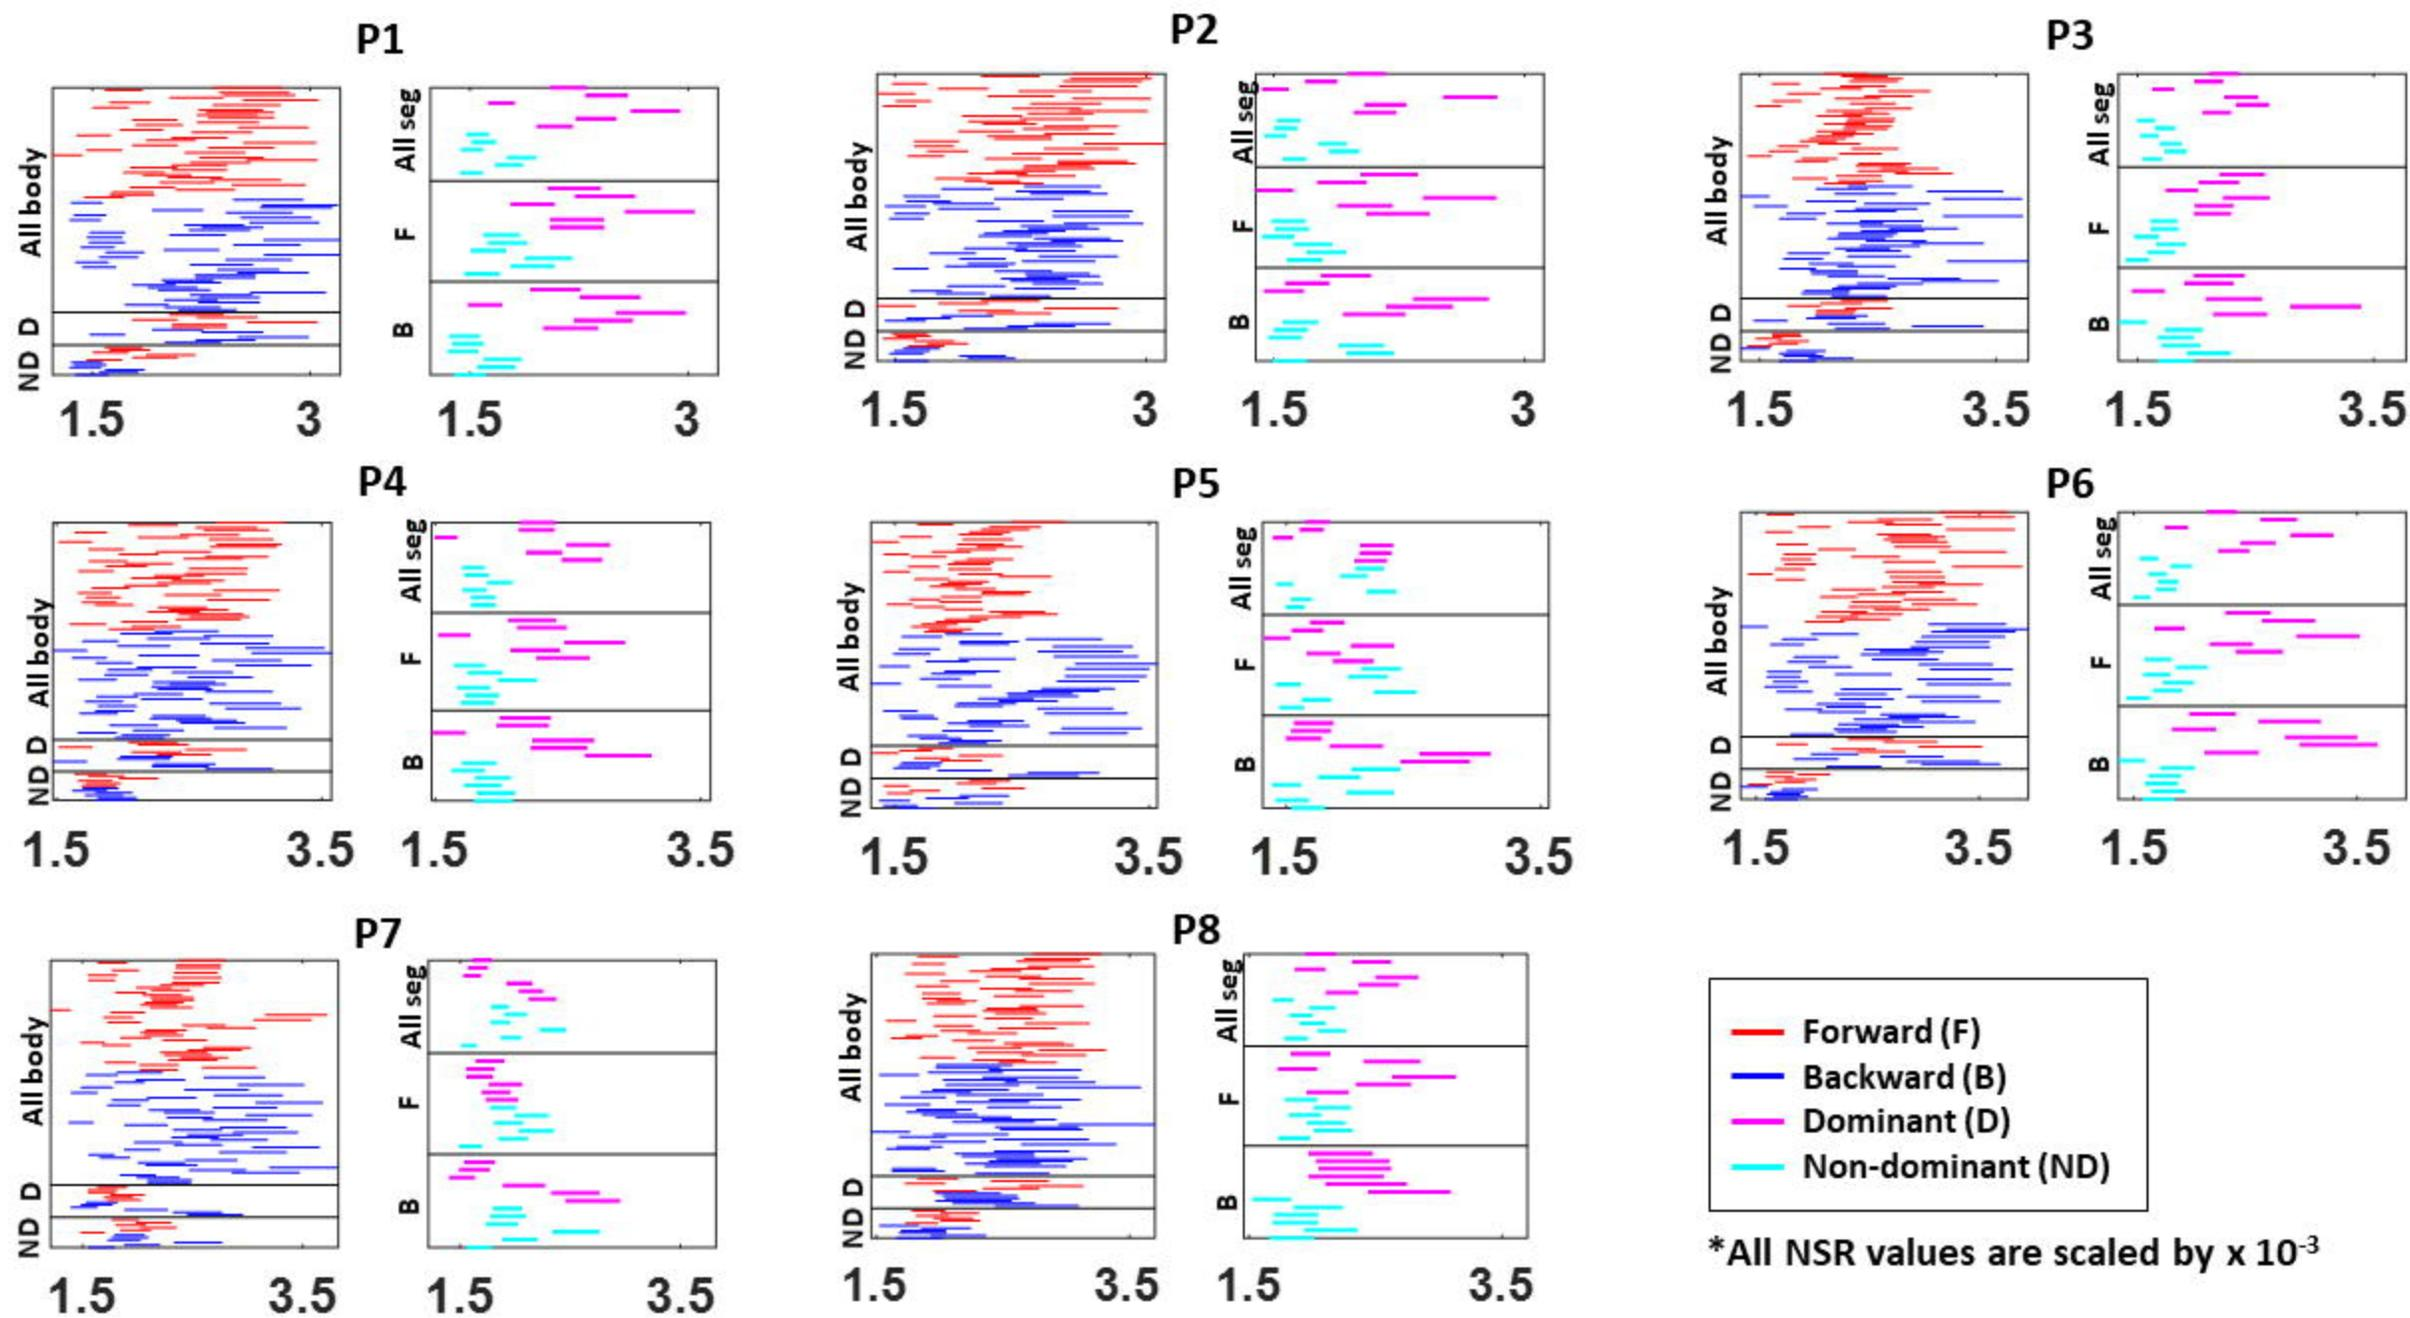 P1
All body
D
ND
1.5 3
All seg
F
B
1.5 3
P2
All body
D
ND
1.5 3
All seg
F
B
1.5 3
P3
All body
D
ND
1.5 3.5
All seg
F
B
1.5 3.5
P4
All body
D
ND
1.5 3.5
All seg
F
B
1.5 3.5
P5
All body
D
ND
1.5 3.5
All seg
F
B
1.5 3.5
P6
All body
D
ND
1.5 3.5
All seg
F
B
1.5 3.5
P7
All body
D
ND
1.5 3.5
All seg
F
B
1.5 3.5
P8
All body
D
ND
1.5 3.5
All seg
F
B
1.5 3.5
Forward (F)
Backward (B)
Dominant (D)
Non-dominant (ND)
*All NSR values are scaled by x 10⁻³